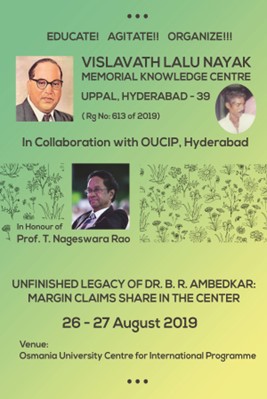 EDUCATE! AGITATE!! ORGANIZE!!!
VISLAVATH LALU NAYAK
MEMORIAL KNOWLEDGE CENTRE
UPPAL, HYDERABAD - 39
( Rg No: 613 of 2019)
In Collaboration with OUCIP, Hyderabad
In Honour of
Prof. T. Nageswara Rao
UNFINISHED LEGACY OF DR. B. R. AMBEDKAR:
MARGIN CLAIMS SHARE IN THE CENTER
26 - 27 August 2019
Venue:
Osmania University Centre for International Programme